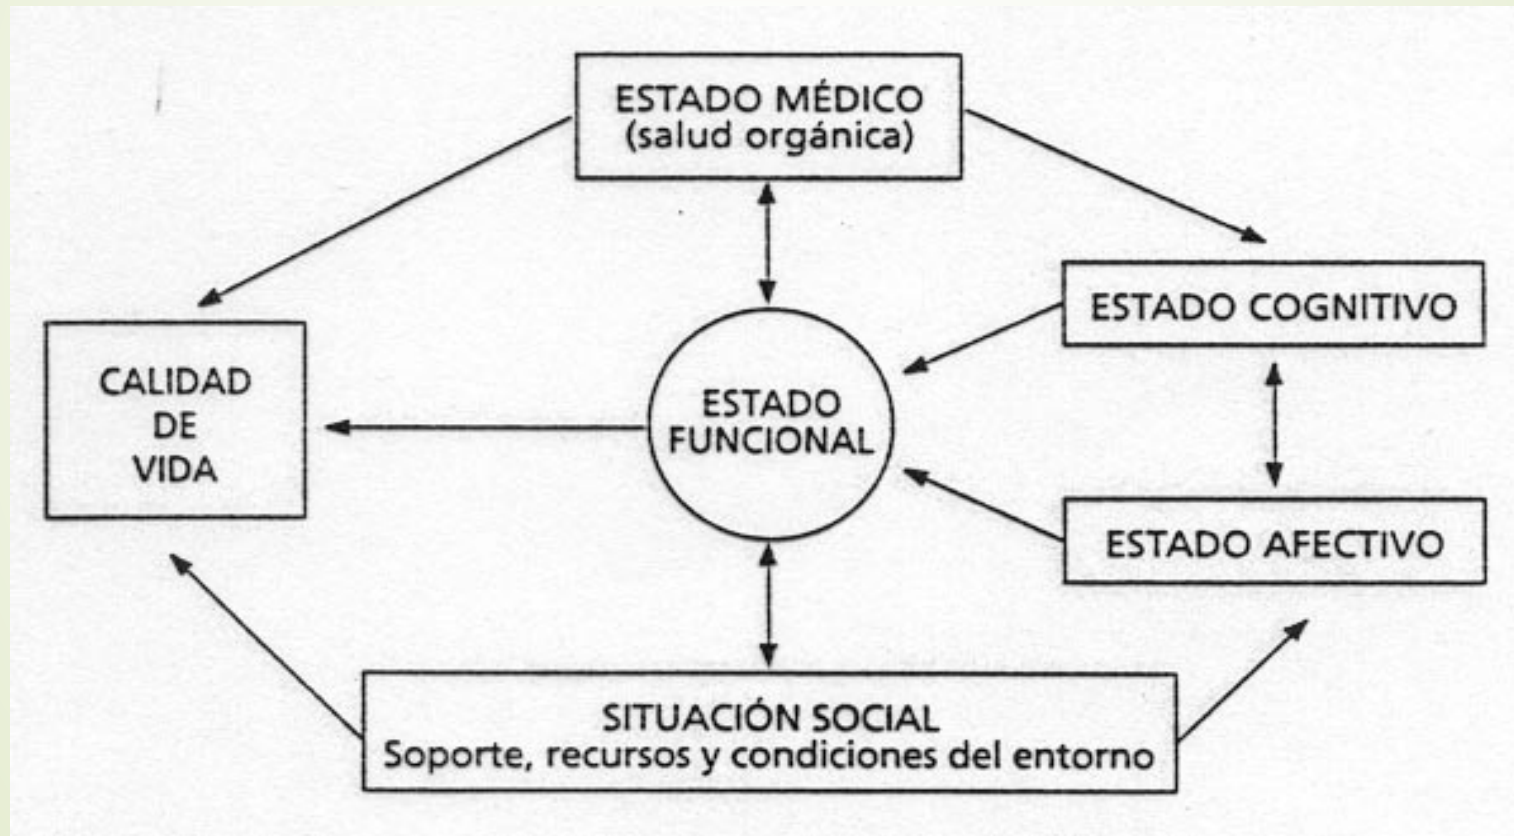 ESTADO MÉDICO
(salud orgánica)
ESTADO COGNITIVO
CALIDAD
DE
VIDA
ESTADO
FUNCIONAL
ESTADO AFECTIVO
SITUACIÓN SOCIAL
Soporte, recursos y condiciones del entorno